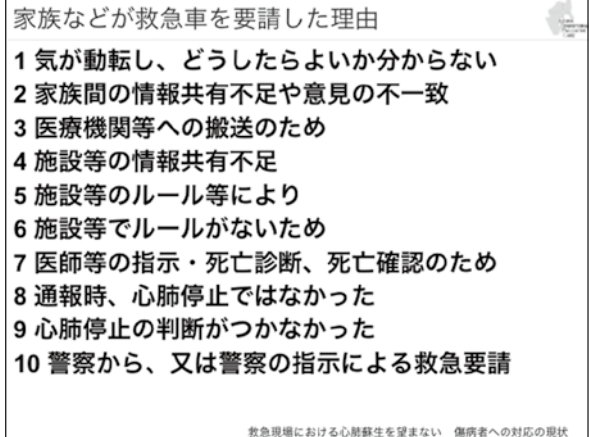 家族などが救急車を要請した理由
1 気が動転し、どうしたらよいか分からない
2 家族間の情報共有不足や意見の不一致
3 医療機関等への搬送のため
4 施設等の情報共有不足
5 施設等のルール等により
6 施設等でルールがないため
7 医師等の指示・死亡診断、死亡確認のため
8 通報時、心肺停止ではなかった
9 心肺停止の判断がつかなかった
10 警察から、又は警察の指示による救急要請
救急現場における心肺蘇生を望まない　傷病者への対応の現状